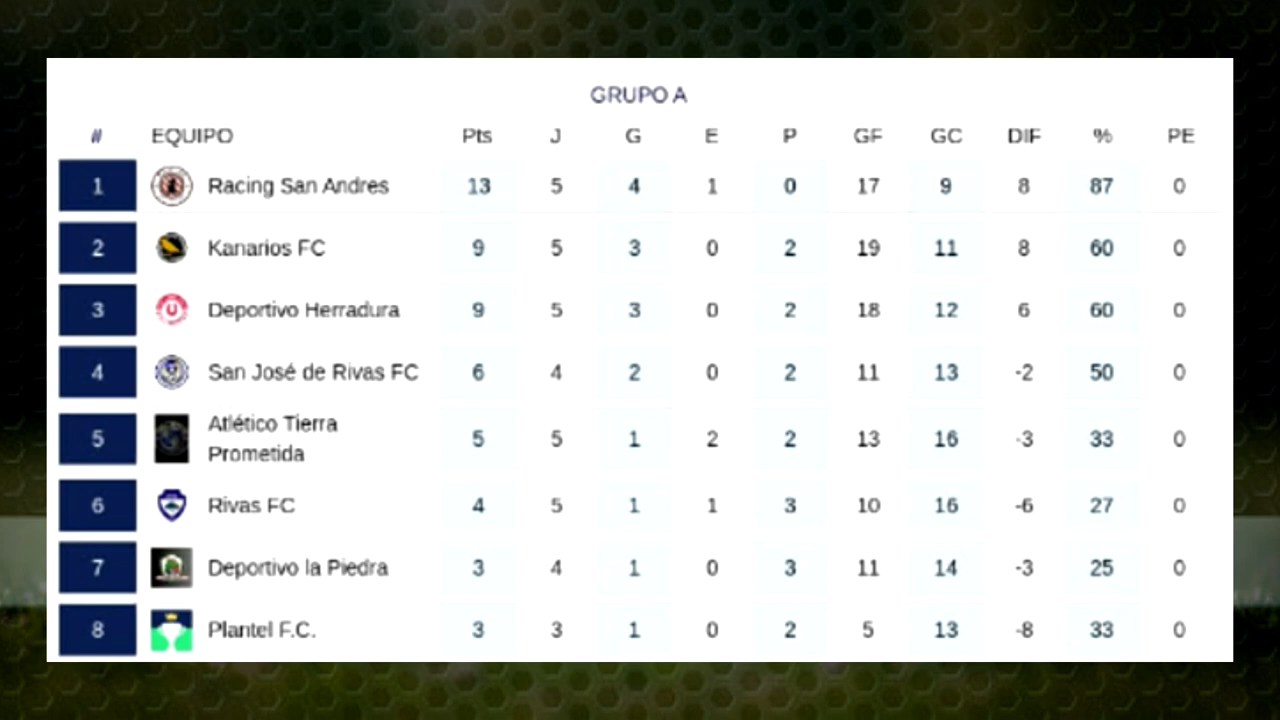 GRUPO A
# EQUIPO Pts J G E P GF GC DIF % PE
1 Racing San Andres 13 5 4 1 0 17 9 8 87 0
2 Kanarios FC 9 5 3 0 2 19 11 8 60 0
3 Deportivo Herradura 9 5 3 0 2 18 12 6 60 0
4 San José de Rivas FC 6 4 2 0 2 11 13 -2 50 0
5 Atlético Tierra Prometida 5 5 1 2 2 13 16 -3 33 0
6 Rivas FC 4 5 1 1 3 10 16 -6 27 0
7 Deportivo la Piedra 3 4 1 0 3 11 14 -3 25 0
8 Plantel F.C. 3 3 1 0 2 5 13 -8 33 0